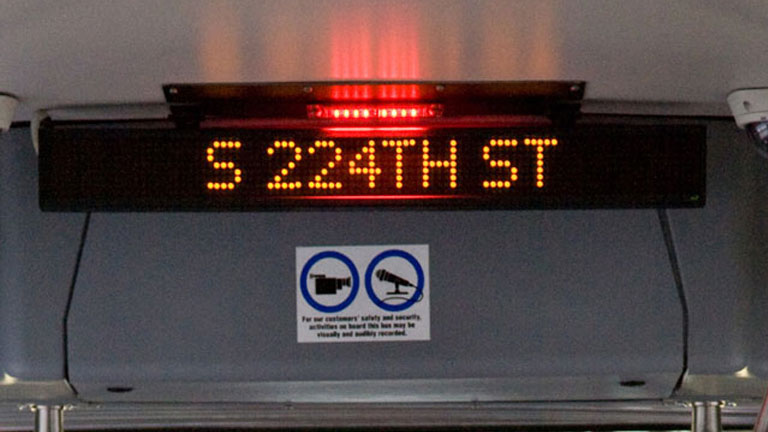 S 224TH ST
For our customers' safety and security,
activities on board this bus may be
visually and audibly recorded.